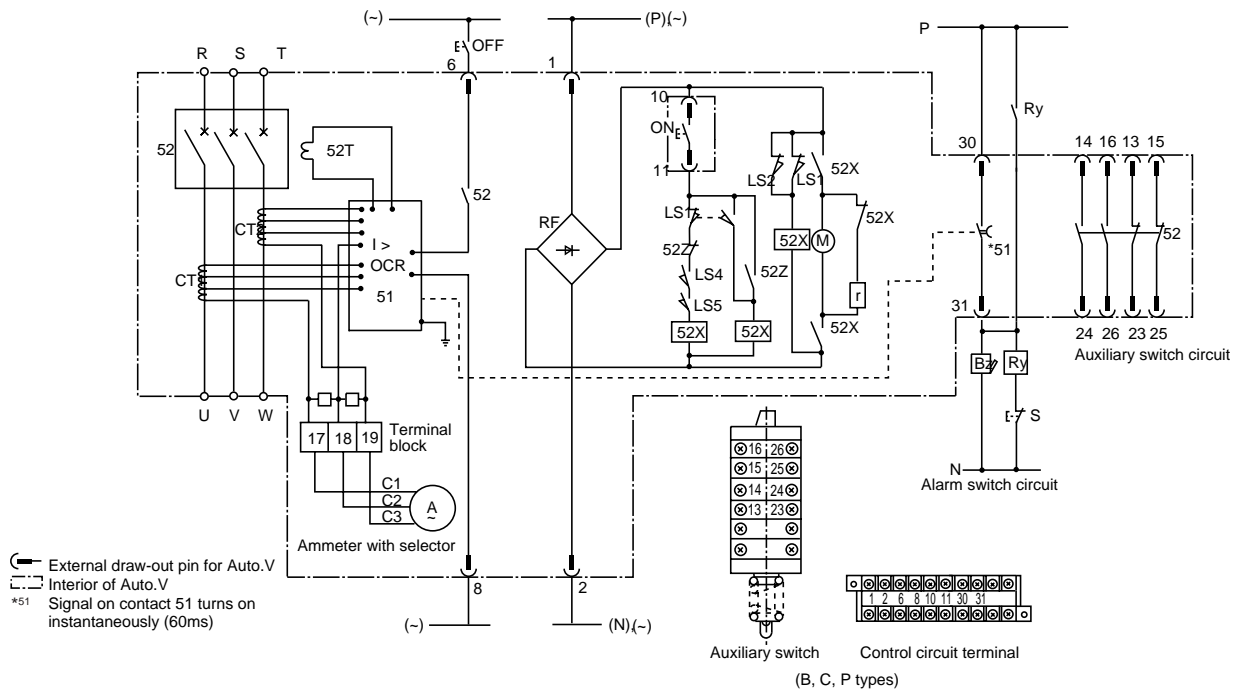 (~)
(P),(~)
P
OFF
6
1
R S T
10
ON
11
Ry
30
14 16 13 15
52
52T
52
LS2
LS1
52X
CT2
RF
LS1
52X
I >
52Z
52X
M
*51
52
OCR
CT
51
LS4
52Z
r
LS5
31
52X
52X
52X
24 26 23 25
Auxiliary switch circuit
Bz
Ry
U V W
S
17 18 19
Terminal
block
16 26
15 25
N
Alarm switch circuit
C1
14 24
C2
A
~
C3
13 23
Ammeter with selector
External draw-out pin for Auto.V
Interior of Auto.V
*51 Signal on contact 51 turns on
instantaneously (60ms)
8
2
1 2 6 8 10 11 30 31
(~)
(N),(~)
Auxiliary switch
Control circuit terminal
(B, C, P types)